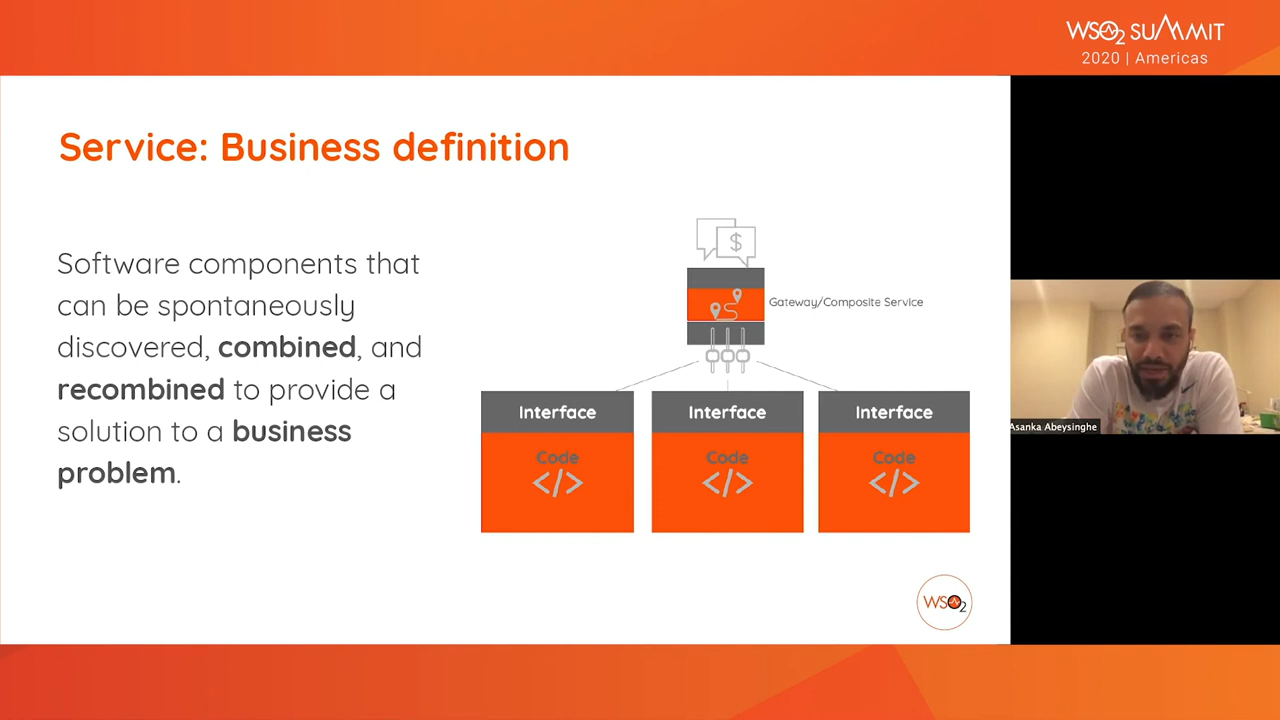 WSO2 SUMMIT
2020 | Americas
Service: Business definition
Software components that
can be spontaneously
discovered, combined, and
recombined to provide a
solution to a business
problem.
$
Gateway/Composite Service
Interface
Code
</>
Interface
Code
</>
Interface
Code
</>
WSO2
Asanka Abeysinghe